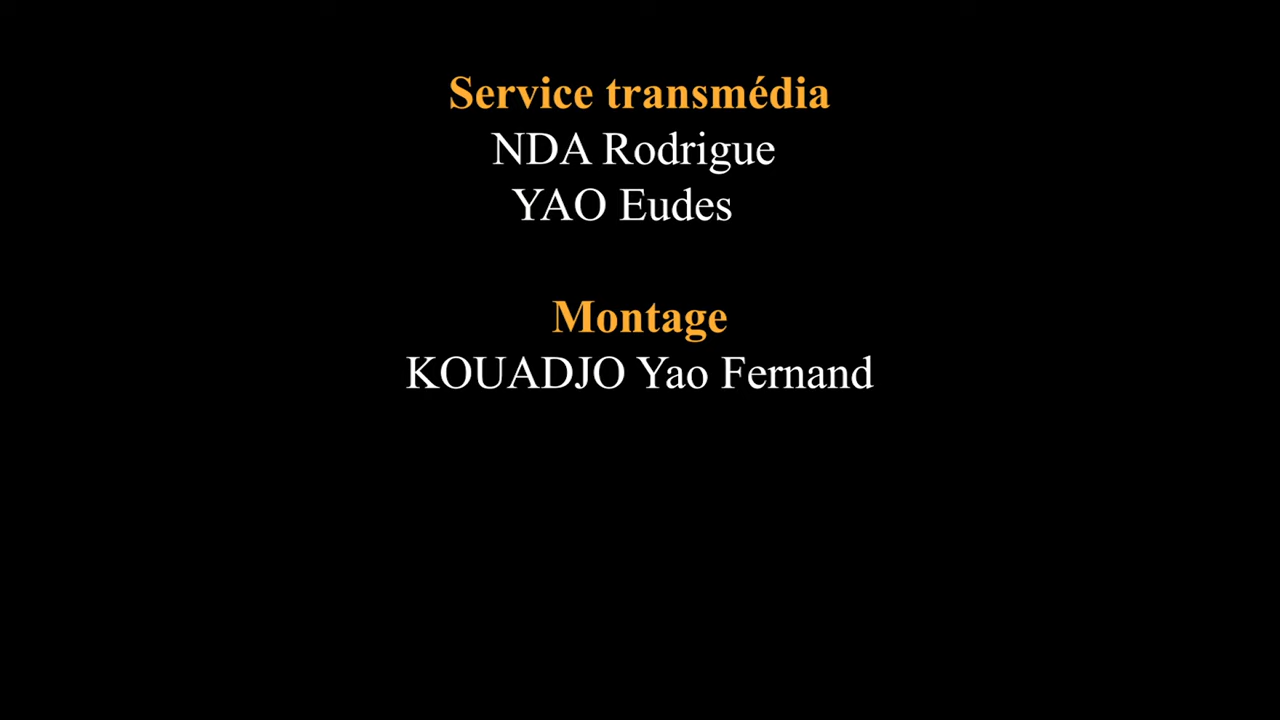 Service transmédia
NDA Rodrigue
YAO Eudes
Montage
KOUADJO Yao Fernand